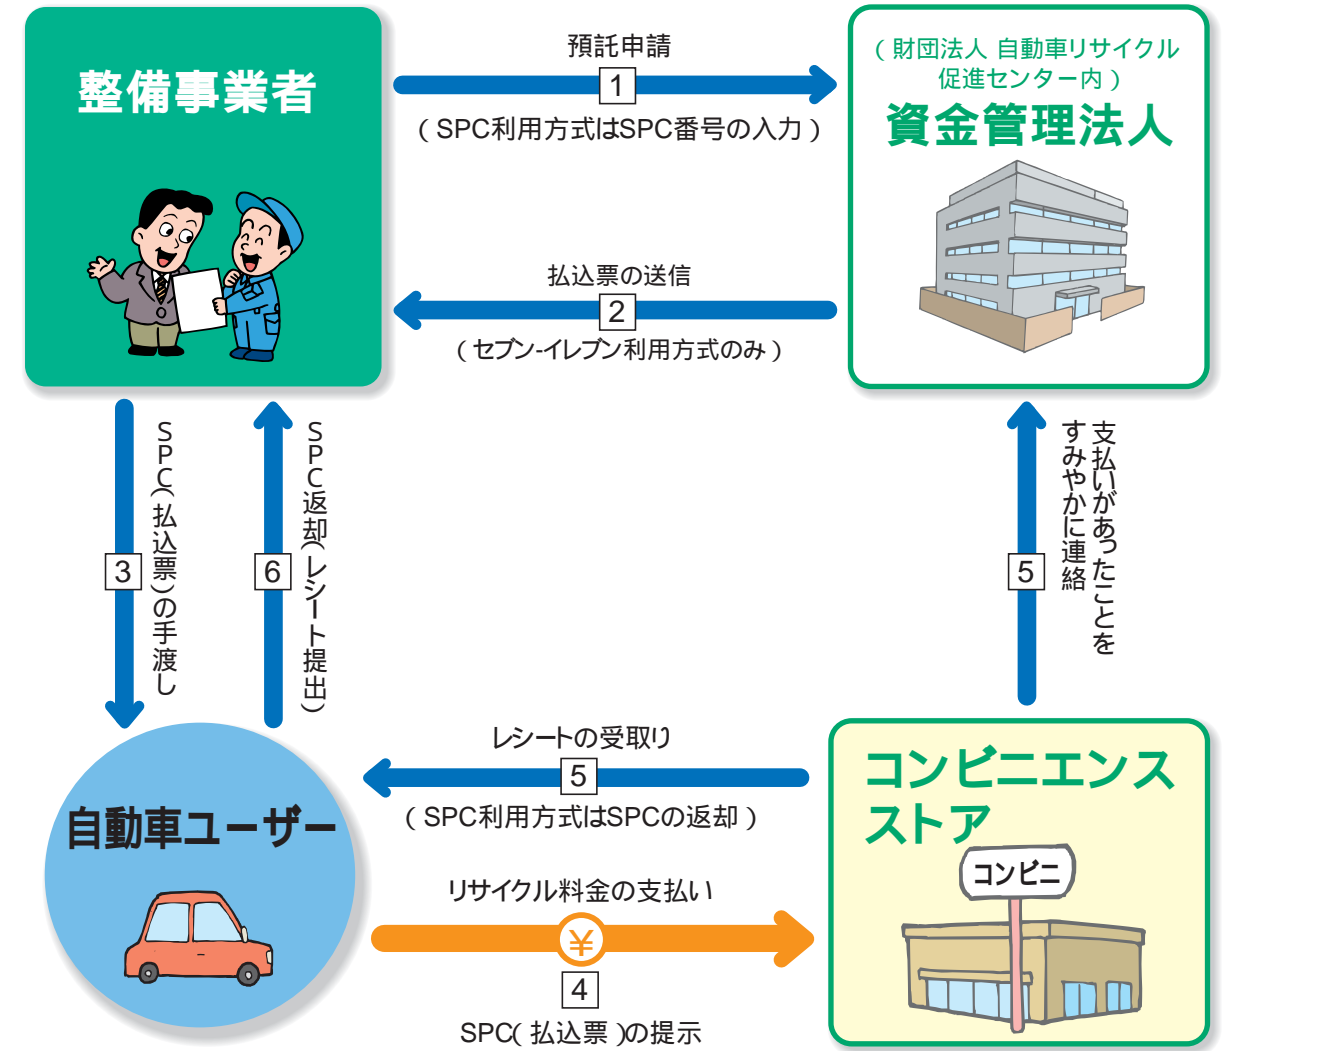 整備事業者
預託申請
1
（SPC利用方式はSPC番号の入力）
（財団法人 自動車リサイクル
促進センター内）
資金管理法人
払込票の送信
2
（セブン-イレブン利用方式のみ）
SPC（払込票）の手渡し
3
6
SPC返却（レシート提出）
5
支払いがあったことを
すみやかに連絡
自動車ユーザー
レシートの受取り
5
（SPC利用方式はSPCの返却）
リサイクル料金の支払い
¥
4
SPC（払込票）の提示
コンビニエンス
ストア
コンビニ